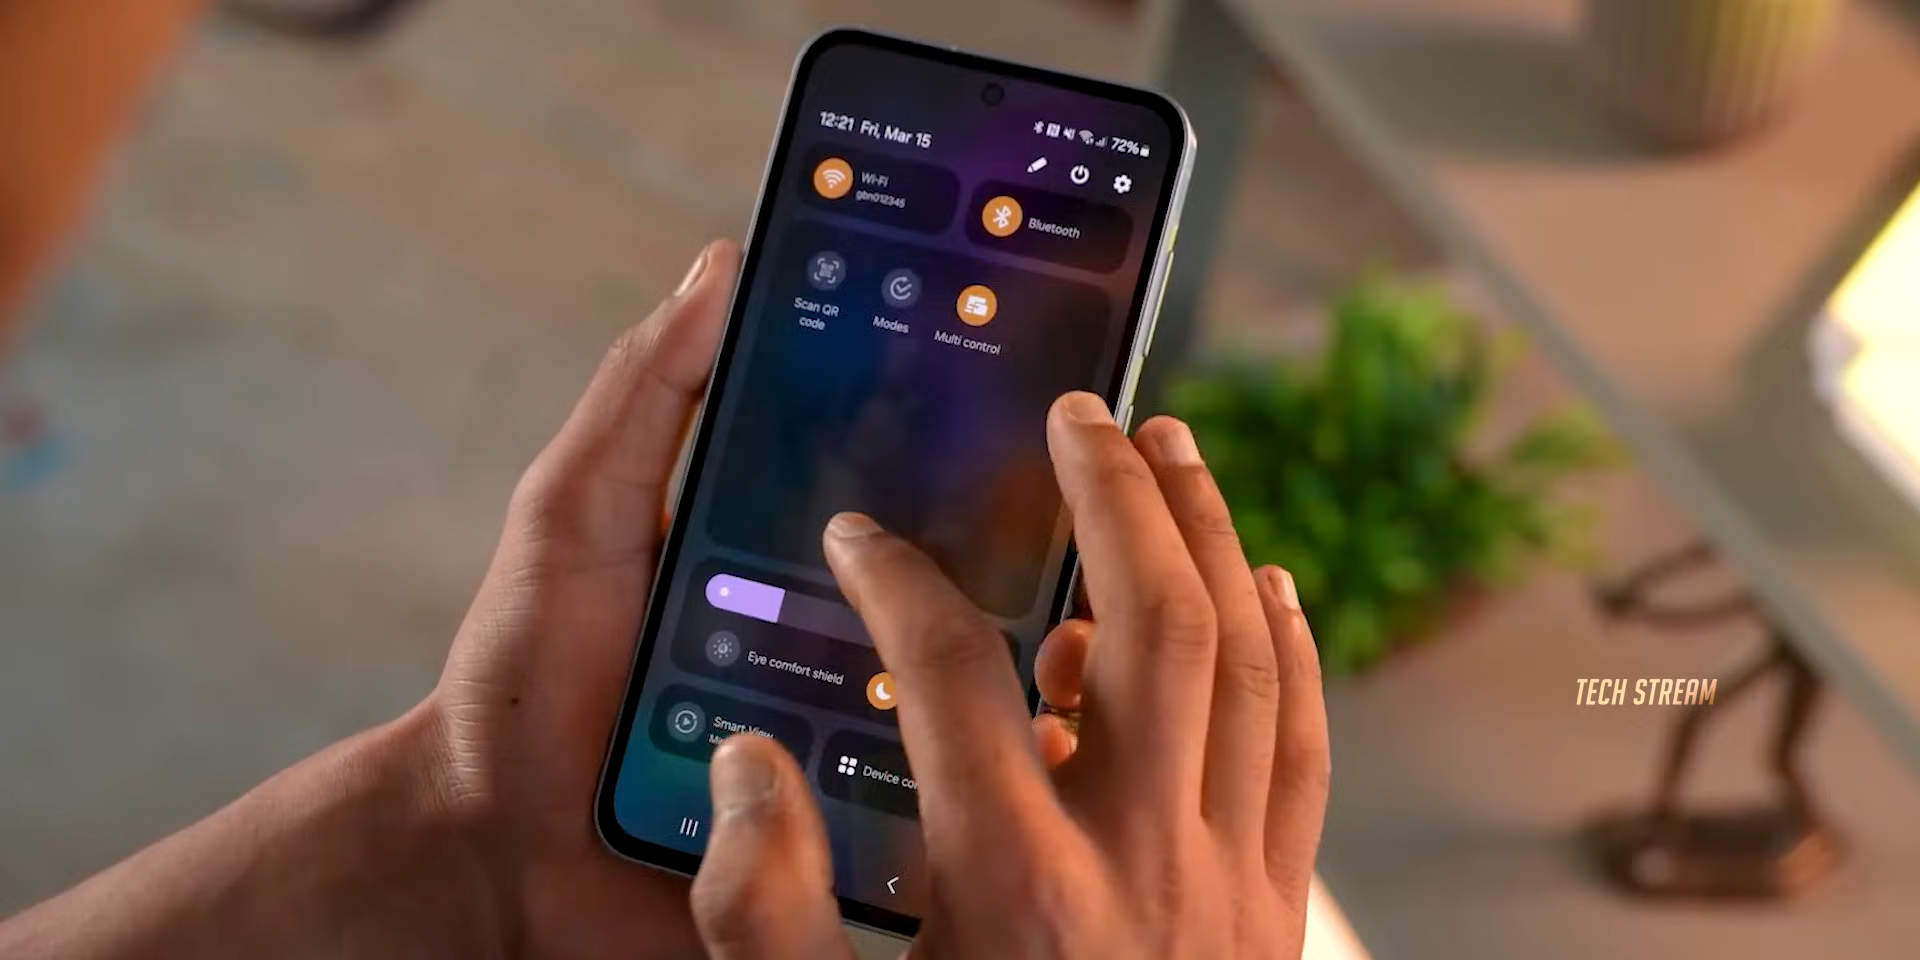 12:21 Fri, Mar 15
72%
Wi-Fi
gbn012345
Bluetooth
Scan QR
code
Modes
Multi control
Eye comfort shield
Smart View
Device
TECH STREAM